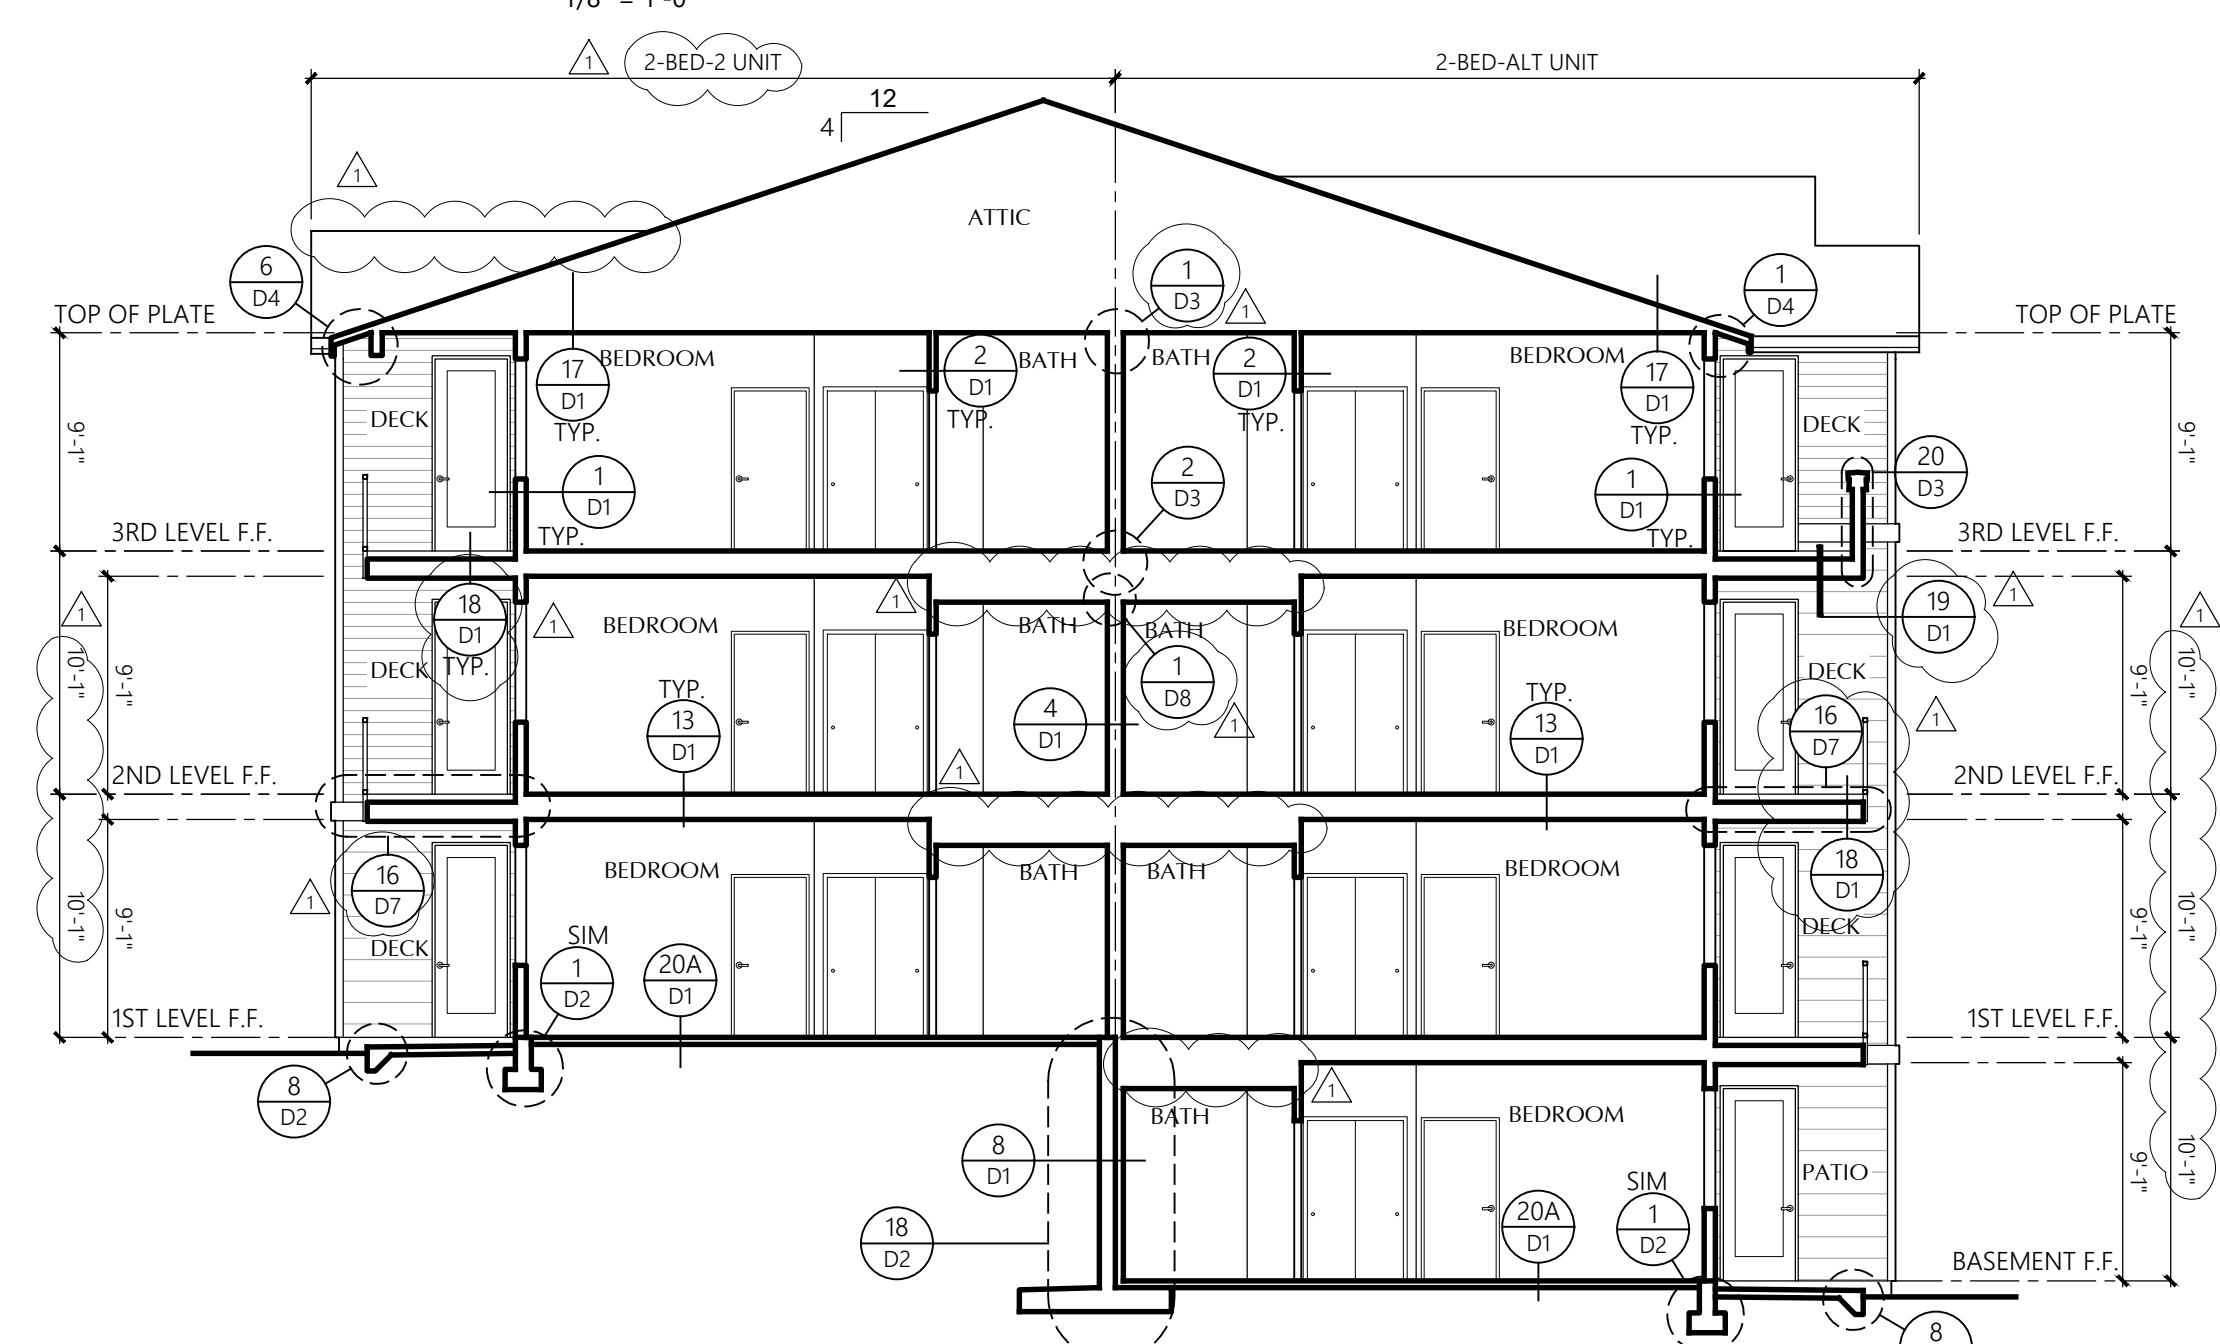 1/8" = 1'-0"
1
2-BED-2 UNIT
2-BED-ALT UNIT
12
4
1
ATTIC
6
D4
1
D3
1
1
D4
TOP OF PLATE
TOP OF PLATE
17
D1
TYP.
BEDROOM
2
D1
TYP.
BATH
BATH
2
D1
TYP.
BEDROOM
17
D1
TYP.
DECK
DECK
9'-1"
9'-1"
1
D1
TYP.
2
D3
1
D1
TYP.
20
D3
3RD LEVEL F.F.
3RD LEVEL F.F.
1
18
D1
TYP.
1
BEDROOM
1
BATH
BATH
BEDROOM
19
D1
1
1
DECK
DECK
10'-1"
9'-1"
9'-1"
10'-1"
TYP.
13
D1
4
D1
1
D8
1
TYP.
13
D1
16
D7
1
1
2ND LEVEL F.F.
2ND LEVEL F.F.
16
D7
1
BEDROOM
BATH
BATH
BEDROOM
18
D1
DECK
DECK
10'-1"
9'-1"
9'-1"
10'-1"
SIM
1
D2
20A
D1
1ST LEVEL F.F.
1ST LEVEL F.F.
8
D2
1
BATH
BEDROOM
8
D1
PATIO
9'-1"
10'-1"
18
D2
20A
D1
SIM
1
D2
BASEMENT F.F.
8